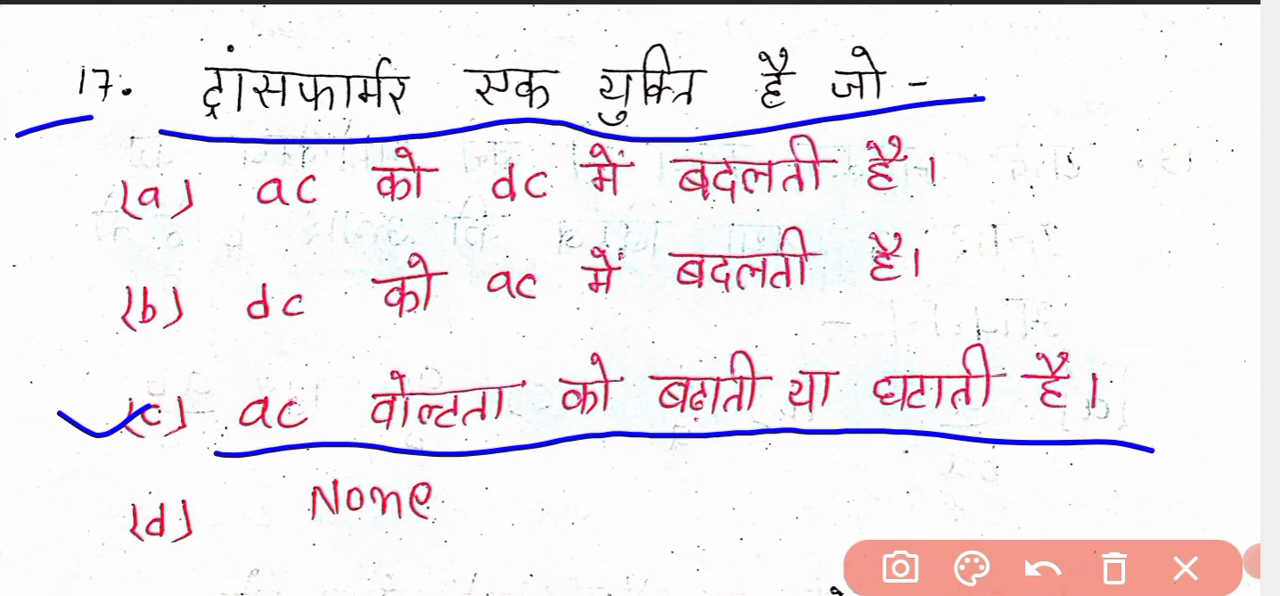 17. ट्रांसफार्मर एक युक्ति है जो -
(a) ac को dc में बदलती है।
(b) dc को ac में बदलती है।
(c) ac वोल्टता को बढाती या घटाती है।
(d) None